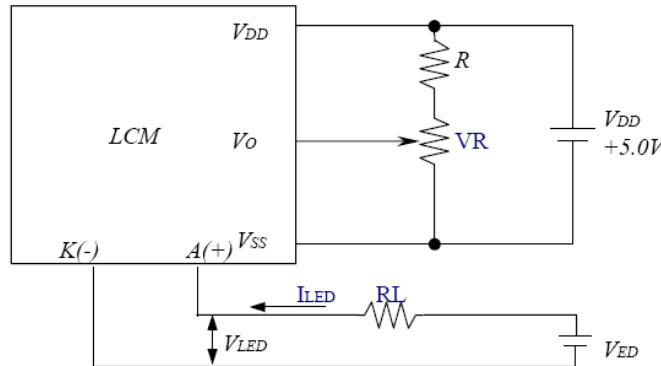 VDD
R
LCM
VO
VR
VDD
+5.0V
VSS
K(-)
A(+)
ILED
RL
VLED
VED